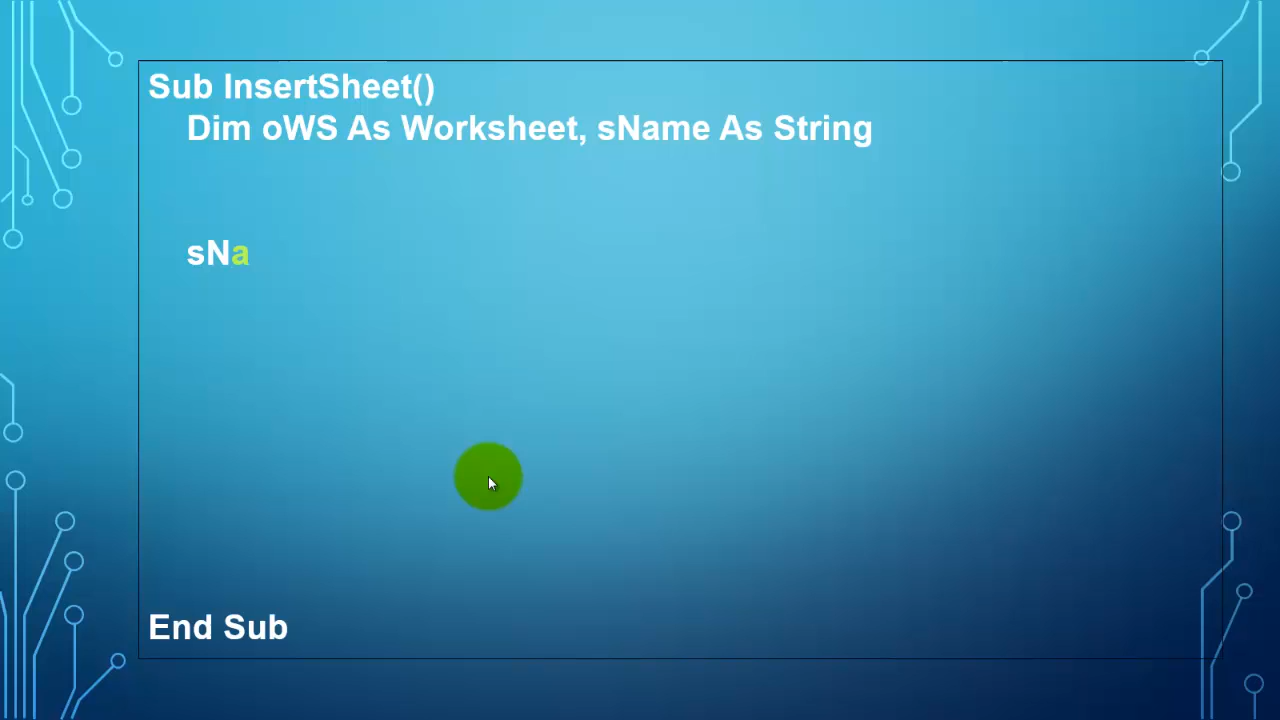 Sub InsertSheet()
Dim oWS As Worksheet, sName As String
sNa
End Sub